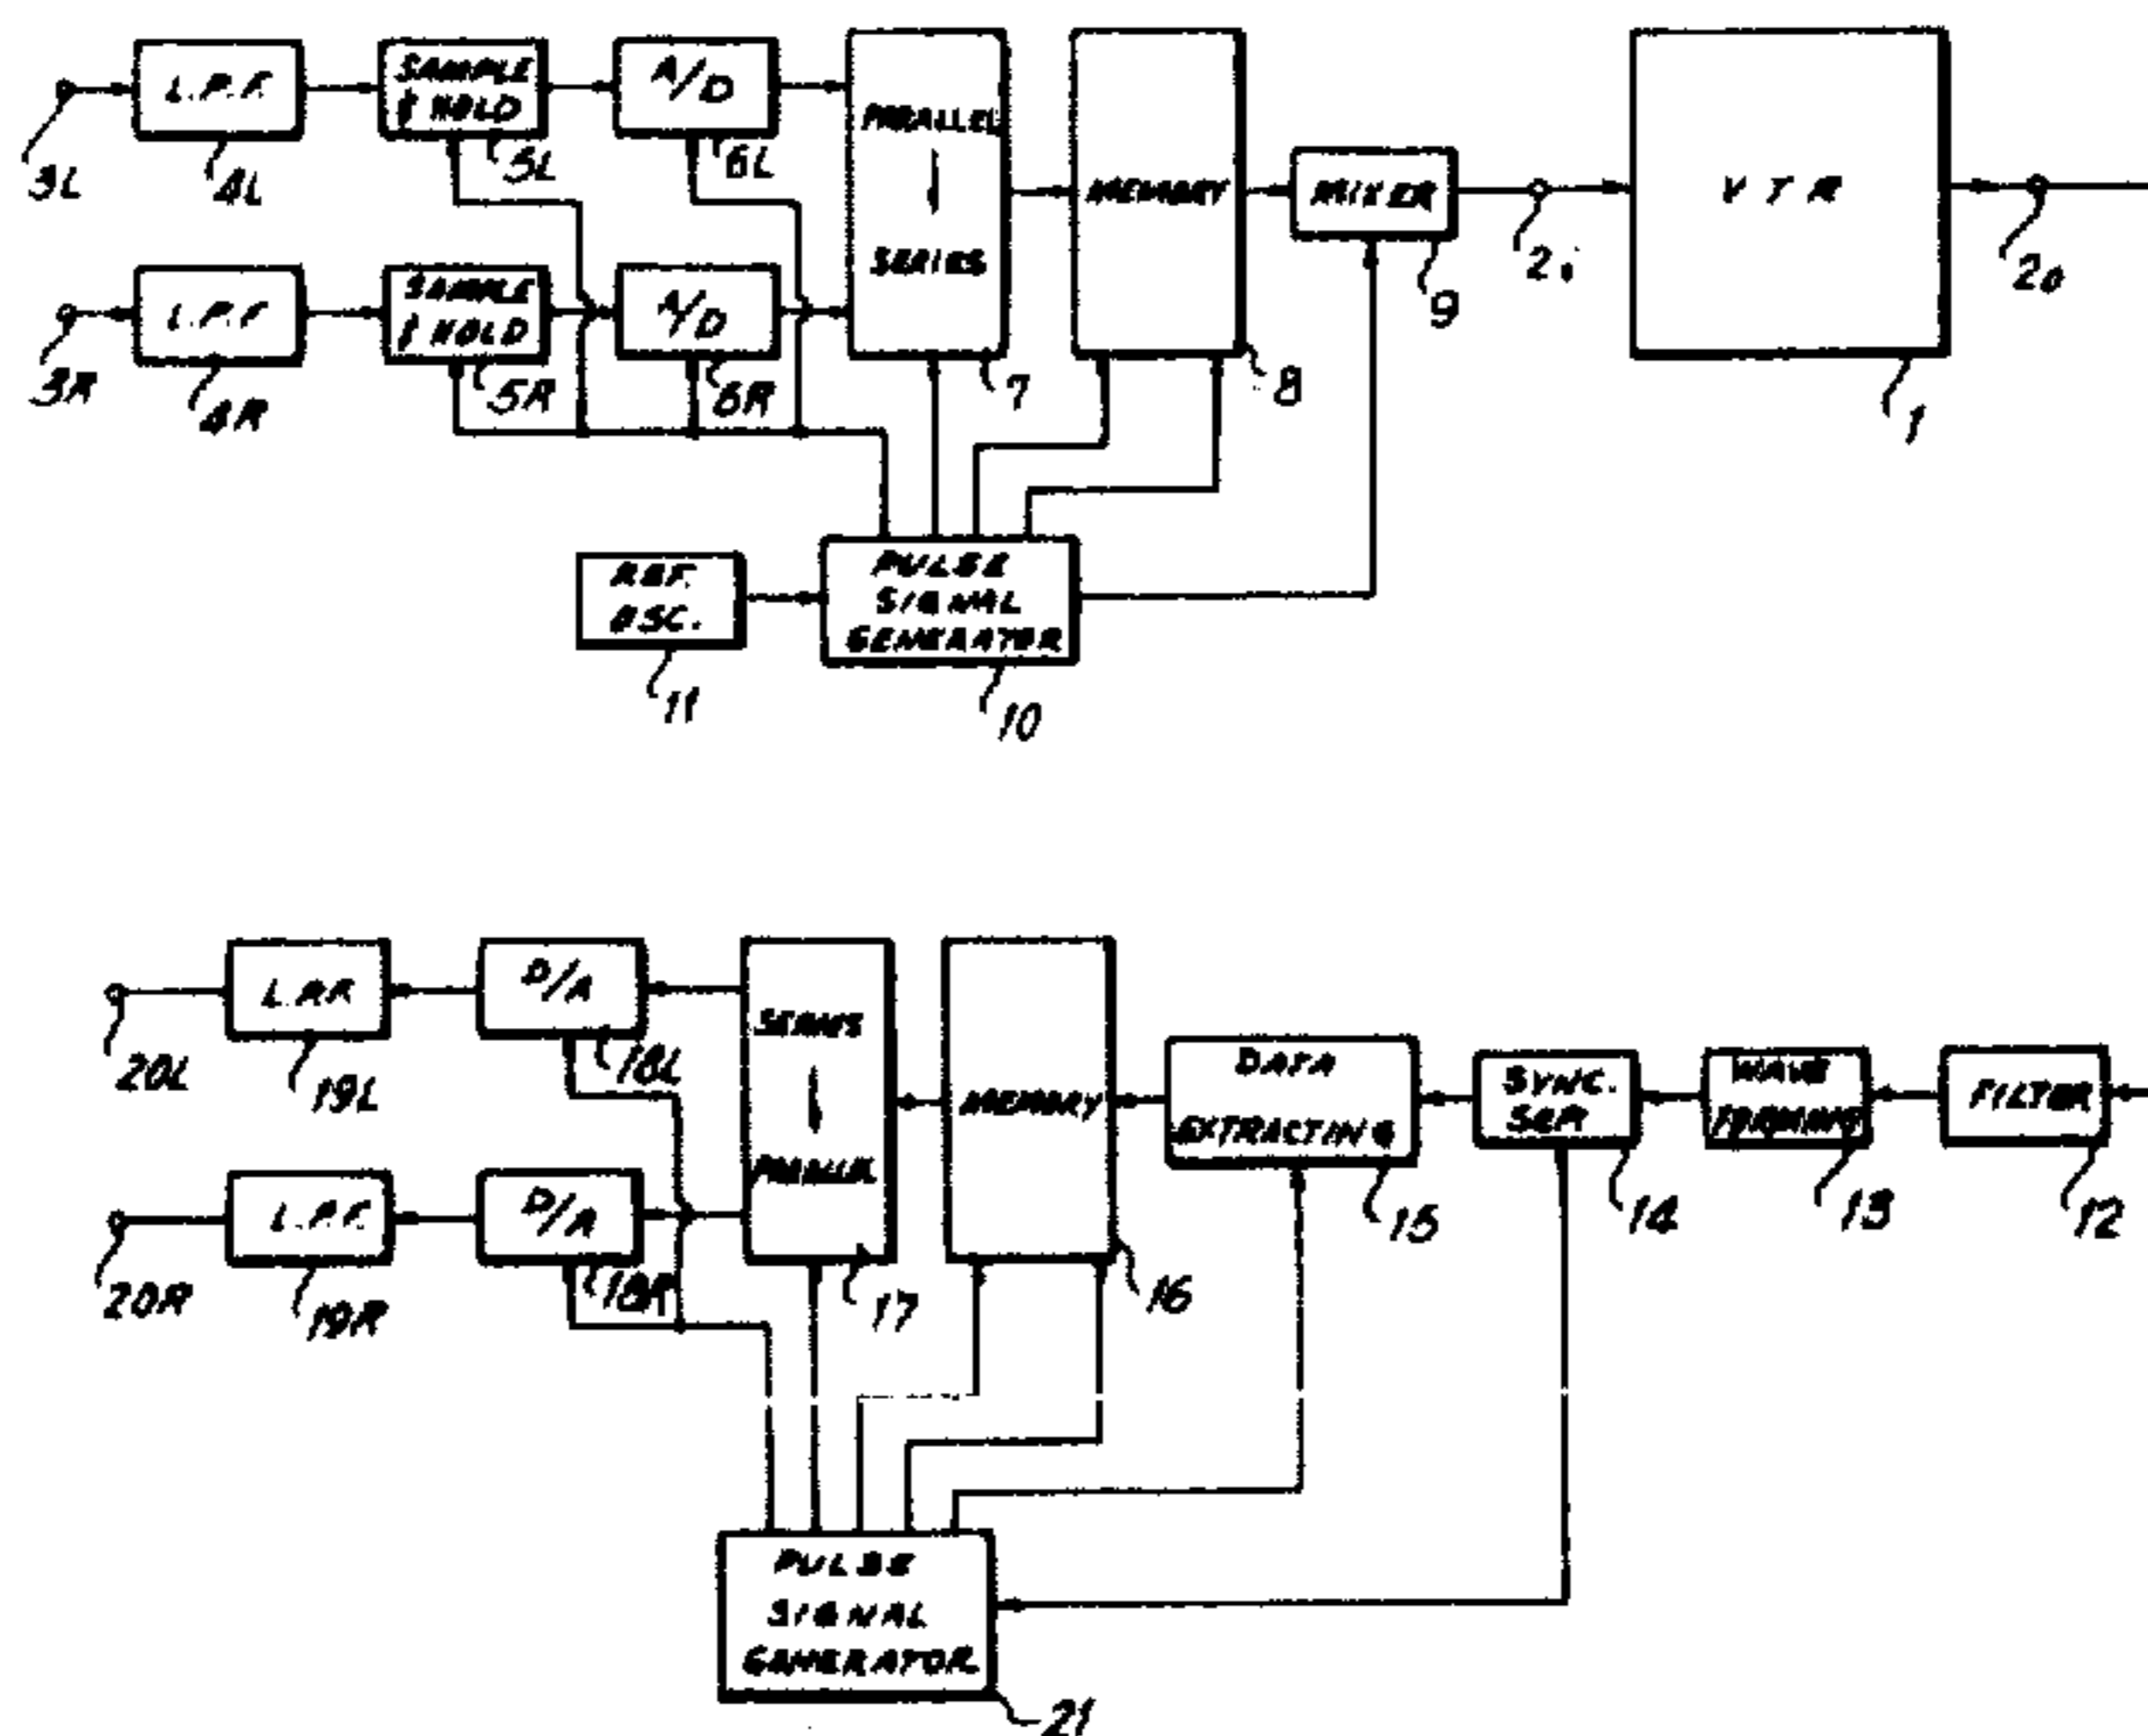 L.P.F
SAMPLE
& HOLD
A/D
PARALLEL
SERIES
MEMORY
MIXER
VTR
3L
4L
5L
6L
L.P.F
SAMPLE
& HOLD
A/D
2i
2o
3R
4R
5R
6R
7
8
9
1
REF.
OSC.
PULSE
SIGNAL
GENERATOR
11
10
L.P.F
D/A
SERIES
PARALLEL
MEMORY
DATA
EXTRACTING
SYNC.
SEP.
WAVE
FORMING
FILTER
20L
19L
18L
L.P.F
D/A
15
14
13
12
20R
19R
18R
17
16
PULSE
SIGNAL
GENERATOR
21